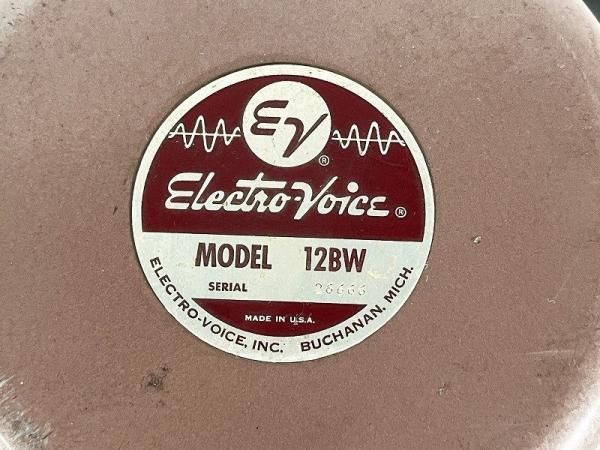 EV ®
Electro-Voice ®
MODEL 12BW
SERIAL 26666
MADE IN U.S.A.
ELECTRO-VOICE, INC. BUCHANAN, MICH.